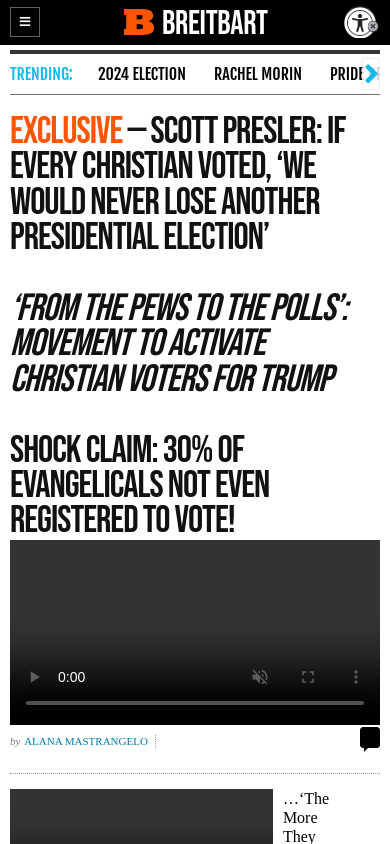 BREITBART
TRENDING: 2024 ELECTION RACHEL MORIN PRIDE
EXCLUSIVE – SCOTT PRESLER: IF
EVERY CHRISTIAN VOTED, ‘WE
WOULD NEVER LOSE ANOTHER
PRESIDENTIAL ELECTION’
‘FROM THE PEWS TO THE POLLS’:
MOVEMENT TO ACTIVATE
CHRISTIAN VOTERS FOR TRUMP
SHOCK CLAIM: 30% OF
EVANGELICALS NOT EVEN
REGISTERED TO VOTE!
0:00
by ALANA MASTRANGELO
…‘The
More
They